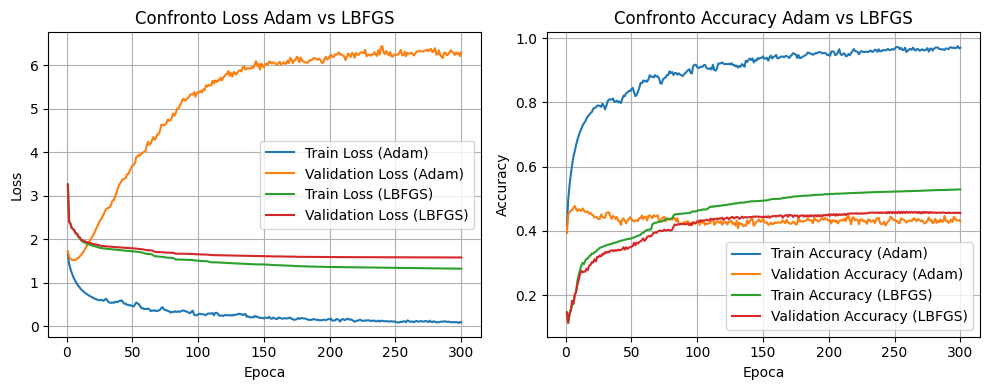 Confronto Loss Adam vs LBFGS
Loss
6
5
4
3
2
1
0
Train Loss (Adam)
Validation Loss (Adam)
Train Loss (LBFGS)
Validation Loss (LBFGS)
0 50 100 150 200 250 300
Epoca
Confronto Accuracy Adam vs LBFGS
Accuracy
1.0
0.8
0.6
0.4
0.2
Train Accuracy (Adam)
Validation Accuracy (Adam)
Train Accuracy (LBFGS)
Validation Accuracy (LBFGS)
0 50 100 150 200 250 300
Epoca